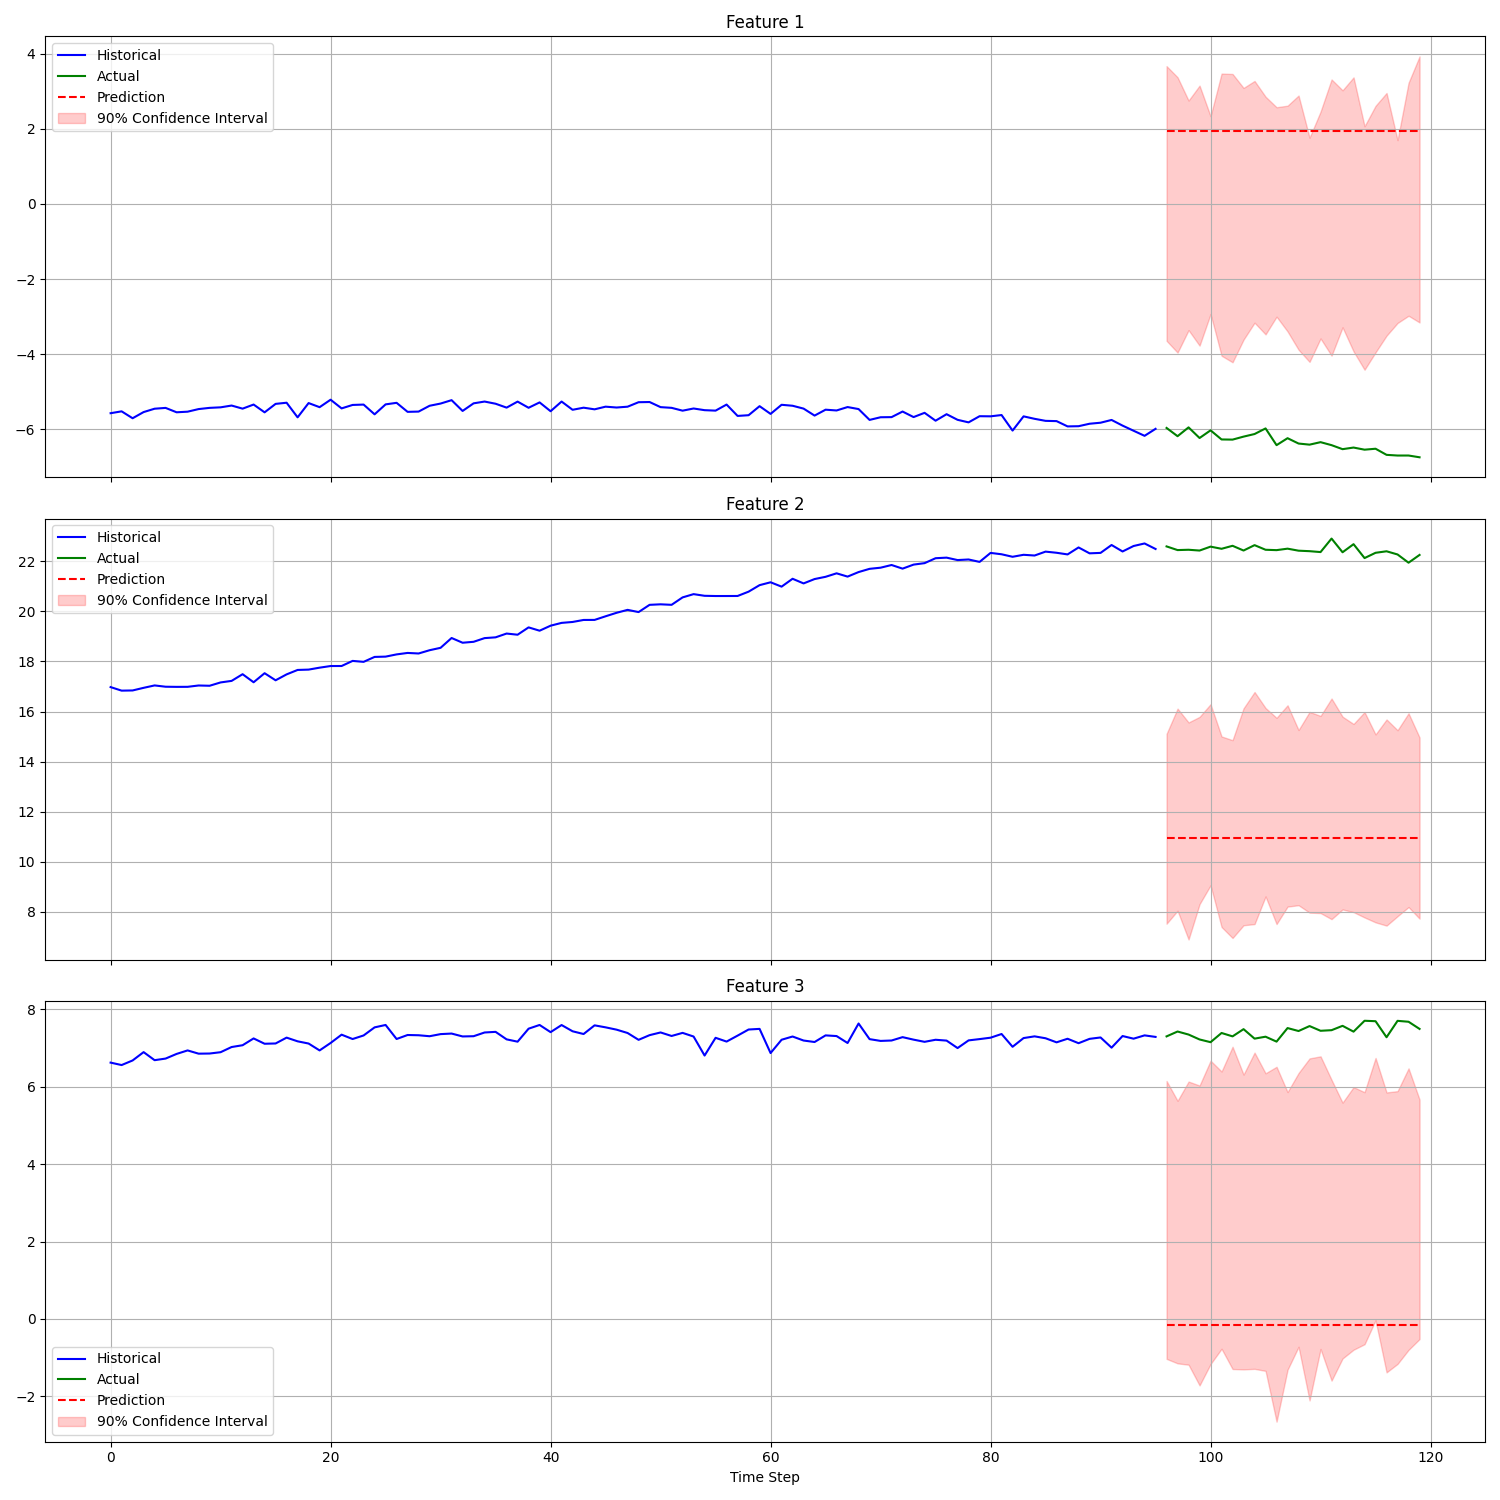 Feature 1
4
2
0
−2
−4
−6
Historical
Actual
Prediction
90% Confidence Interval
Feature 2
22
20
18
16
14
12
10
8
Historical
Actual
Prediction
90% Confidence Interval
Feature 3
8
6
4
2
0
−2
Historical
Actual
Prediction
90% Confidence Interval
0 20 40 60 80 100 120
Time Step